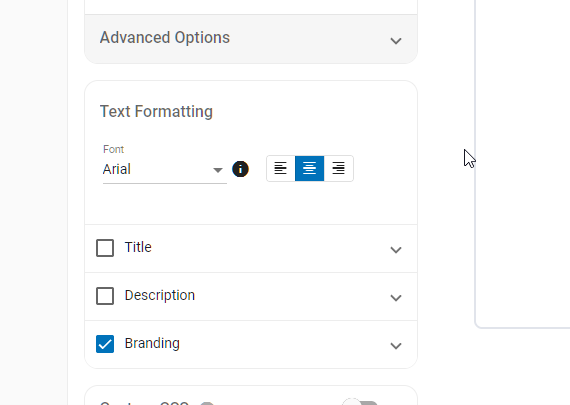 Advanced Options
Text Formatting
Font
Arial
Title
Description
Branding